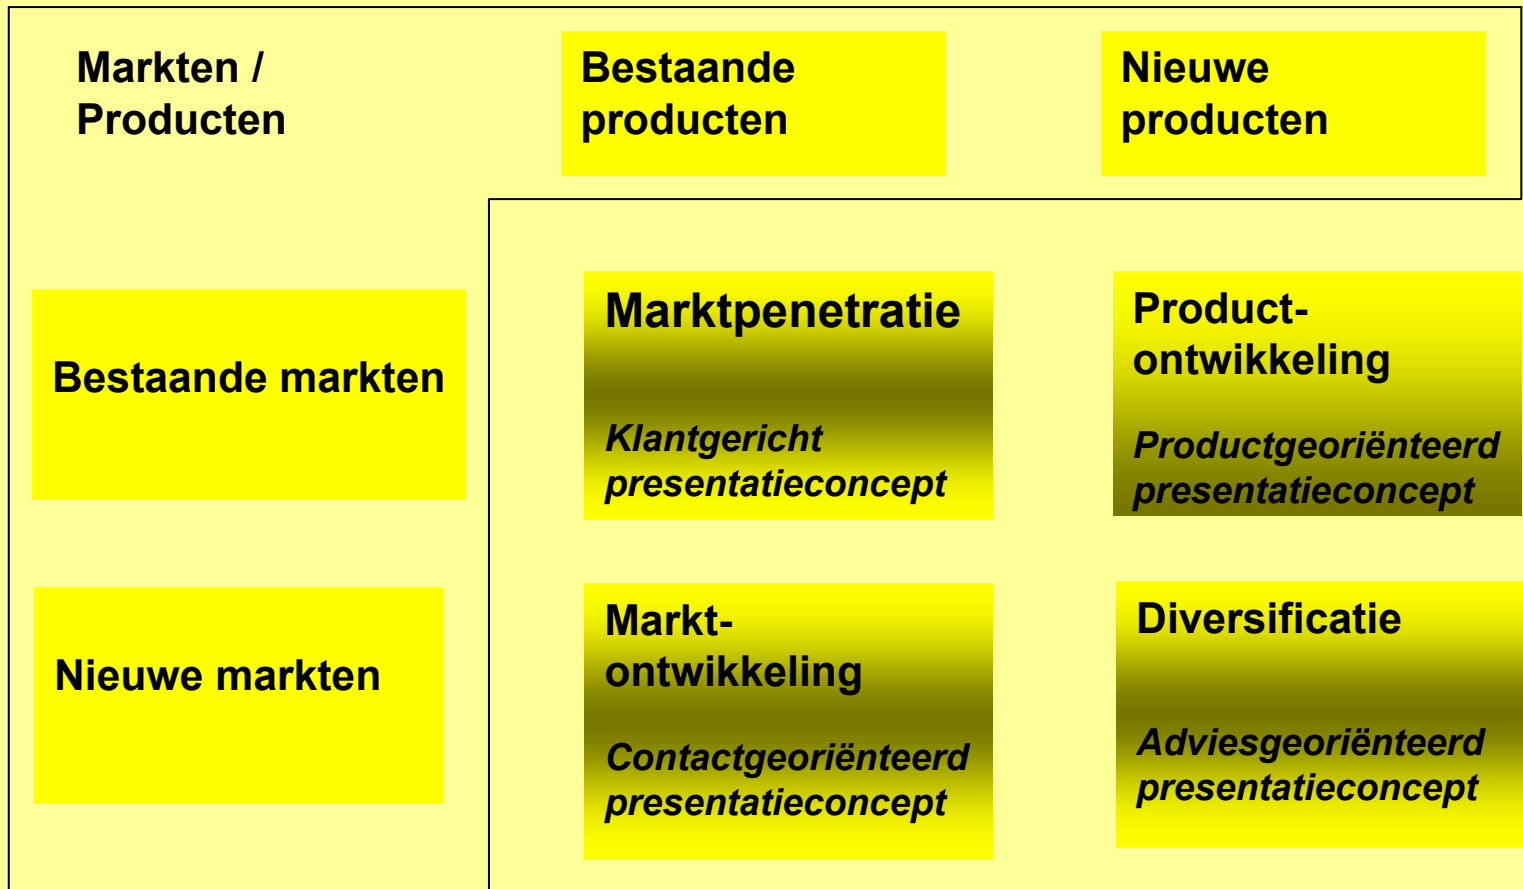 Markten /
Producten
Bestaande
producten
Nieuwe
producten
Bestaande markten
Marktpenetratie
Klantgericht
presentatieconcept
Product-
ontwikkeling
Productgeoriënteerd
presentatieconcept
Nieuwe markten
Markt-
ontwikkeling
Contactgeoriënteerd
presentatieconcept
Diversificatie
Adviesgeoriënteerd
presentatieconcept